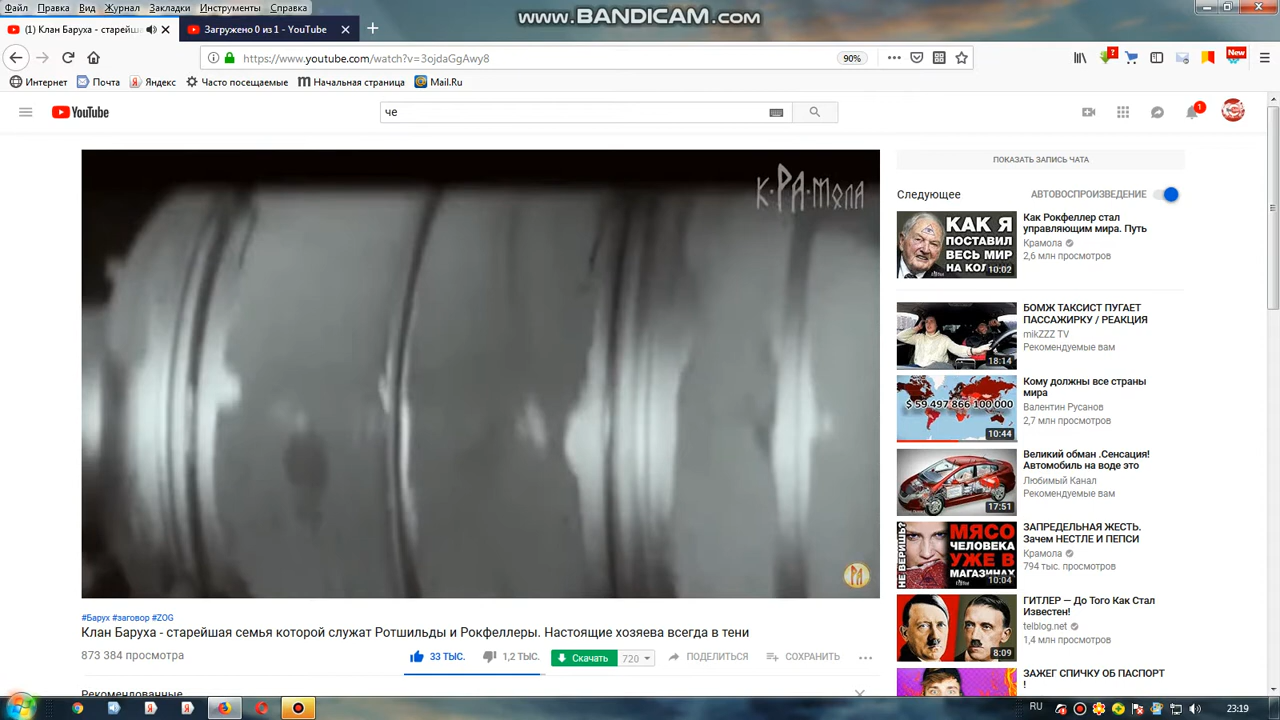 Файл Правка Вид Журнал Закладки Инструменты Справка
www.BANDICAM.com
Клан Баруха - старейш
Загружено 0 из 1 - YouTube
https://www.youtube.com/watch?v=3ojdaGgAwy8
90%
New
Интернет
Почта
Яндекс
Часто посещаемые
Начальная страница
Mail.Ru
YouTube
че
1
К·РА·МОЛА
ПОКАЗАТЬ ЗАПИСЬ ЧАТА
Следующее
АВТОВОСПРОИЗВЕДЕНИЕ
КАК Я
ПОСТАВИЛ
ВЕСЬ МИР
НА КОЛ
10:02
Как Рокфеллер стал
управляющим мира. Путь
Крамола
2,6 млн просмотров
18:14
БОМЖ ТАКСИСТ ПУГАЕТ
ПАССАЖИРКУ / РЕАКЦИЯ
mikZZZ TV
Рекомендуемые вам
$ 59 497 866 100 000
10:44
Кому должны все страны
мира
Валентин Русанов
2,7 млн просмотров
17:51
Великий обман .Сенсация!
Автомобиль на воде это
Любимый Канал
Рекомендуемые вам
НЕ ВЕРИШЬ?
МЯСО
ЧЕЛОВЕКА
УЖЕ В
МАГАЗИНАХ
10:04
ЗАПРЕДЕЛЬНАЯ ЖЕСТЬ.
Зачем НЕСТЛЕ И ПЕПСИ
Крамола
794 тыс. просмотров
8:09
ГИТЛЕР — До Того Как Стал
Известен!
telblog.net
1,4 млн просмотров
ЗАЖЕГ СПИЧКУ ОБ ПАСПОРТ
!
#Барух #заговор #ZOG
Клан Баруха - старейшая семья которой служат Ротшильды и Рокфеллеры. Настоящие хозяева всегда в тени
873 384 просмотра
33 ТЫС.
1,2 ТЫС.
Скачать
720
ПОДЕЛИТЬСЯ
СОХРАНИТЬ
Рекомендованные
RU
23:19